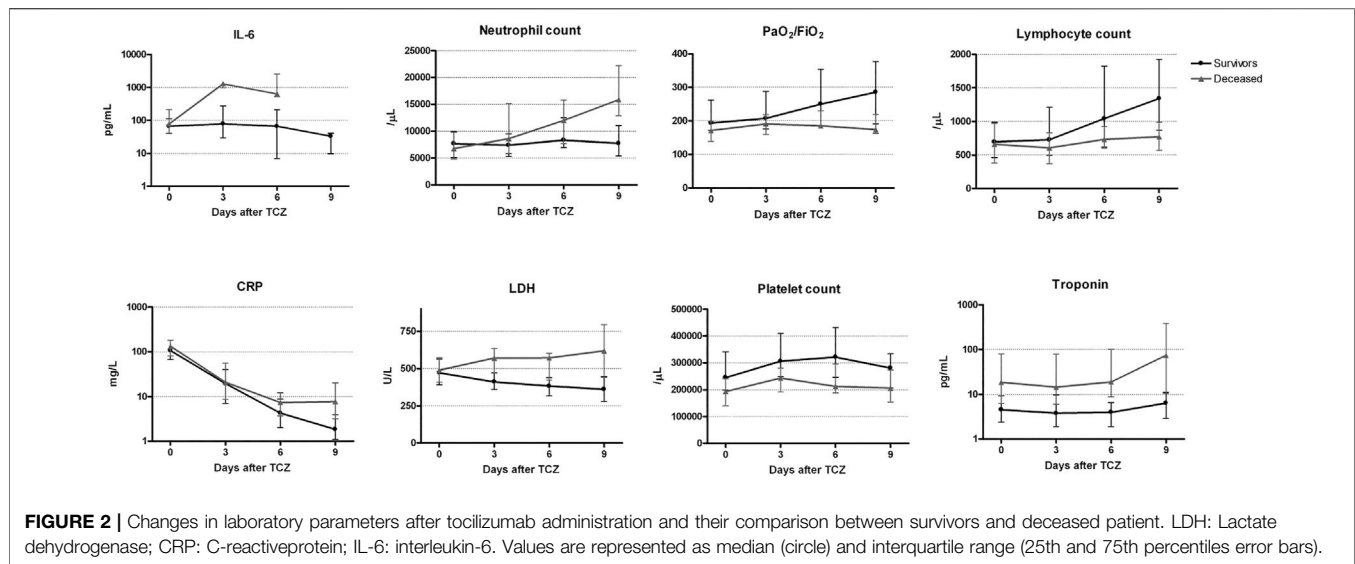 IL-6
pg/mL
10000
1000
100
10
1
0 3 6 9
Days after TCZ
Neutrophil count
/µL
25000
20000
15000
10000
5000
0
0 3 6 9
Days after TCZ
PaO₂/FiO₂
400
300
200
100
0
0 3 6 9
Days after TCZ
Lymphocyte count
/µL
2000
1500
1000
500
0
0 3 6 9
Days after TCZ
Survivors
Deceased
CRP
mg/L
1000
100
10
1
0 3 6 9
Days after TCZ
LDH
U/L
750
500
250
0
0 3 6 9
Days after TCZ
Platelet count
/µL
500000
400000
300000
200000
100000
0
0 3 6 9
Days after TCZ
Troponin
pg/mL
1000
100
10
1
0 3 6 9
Days after TCZ
FIGURE 2 | Changes in laboratory parameters after tocilizumab administration and their comparison between survivors and deceased patient. LDH: Lactate
dehydrogenase; CRP: C-reactiveprotein; IL-6: interleukin-6. Values are represented as median (circle) and interquartile range (25th and 75th percentiles error bars).